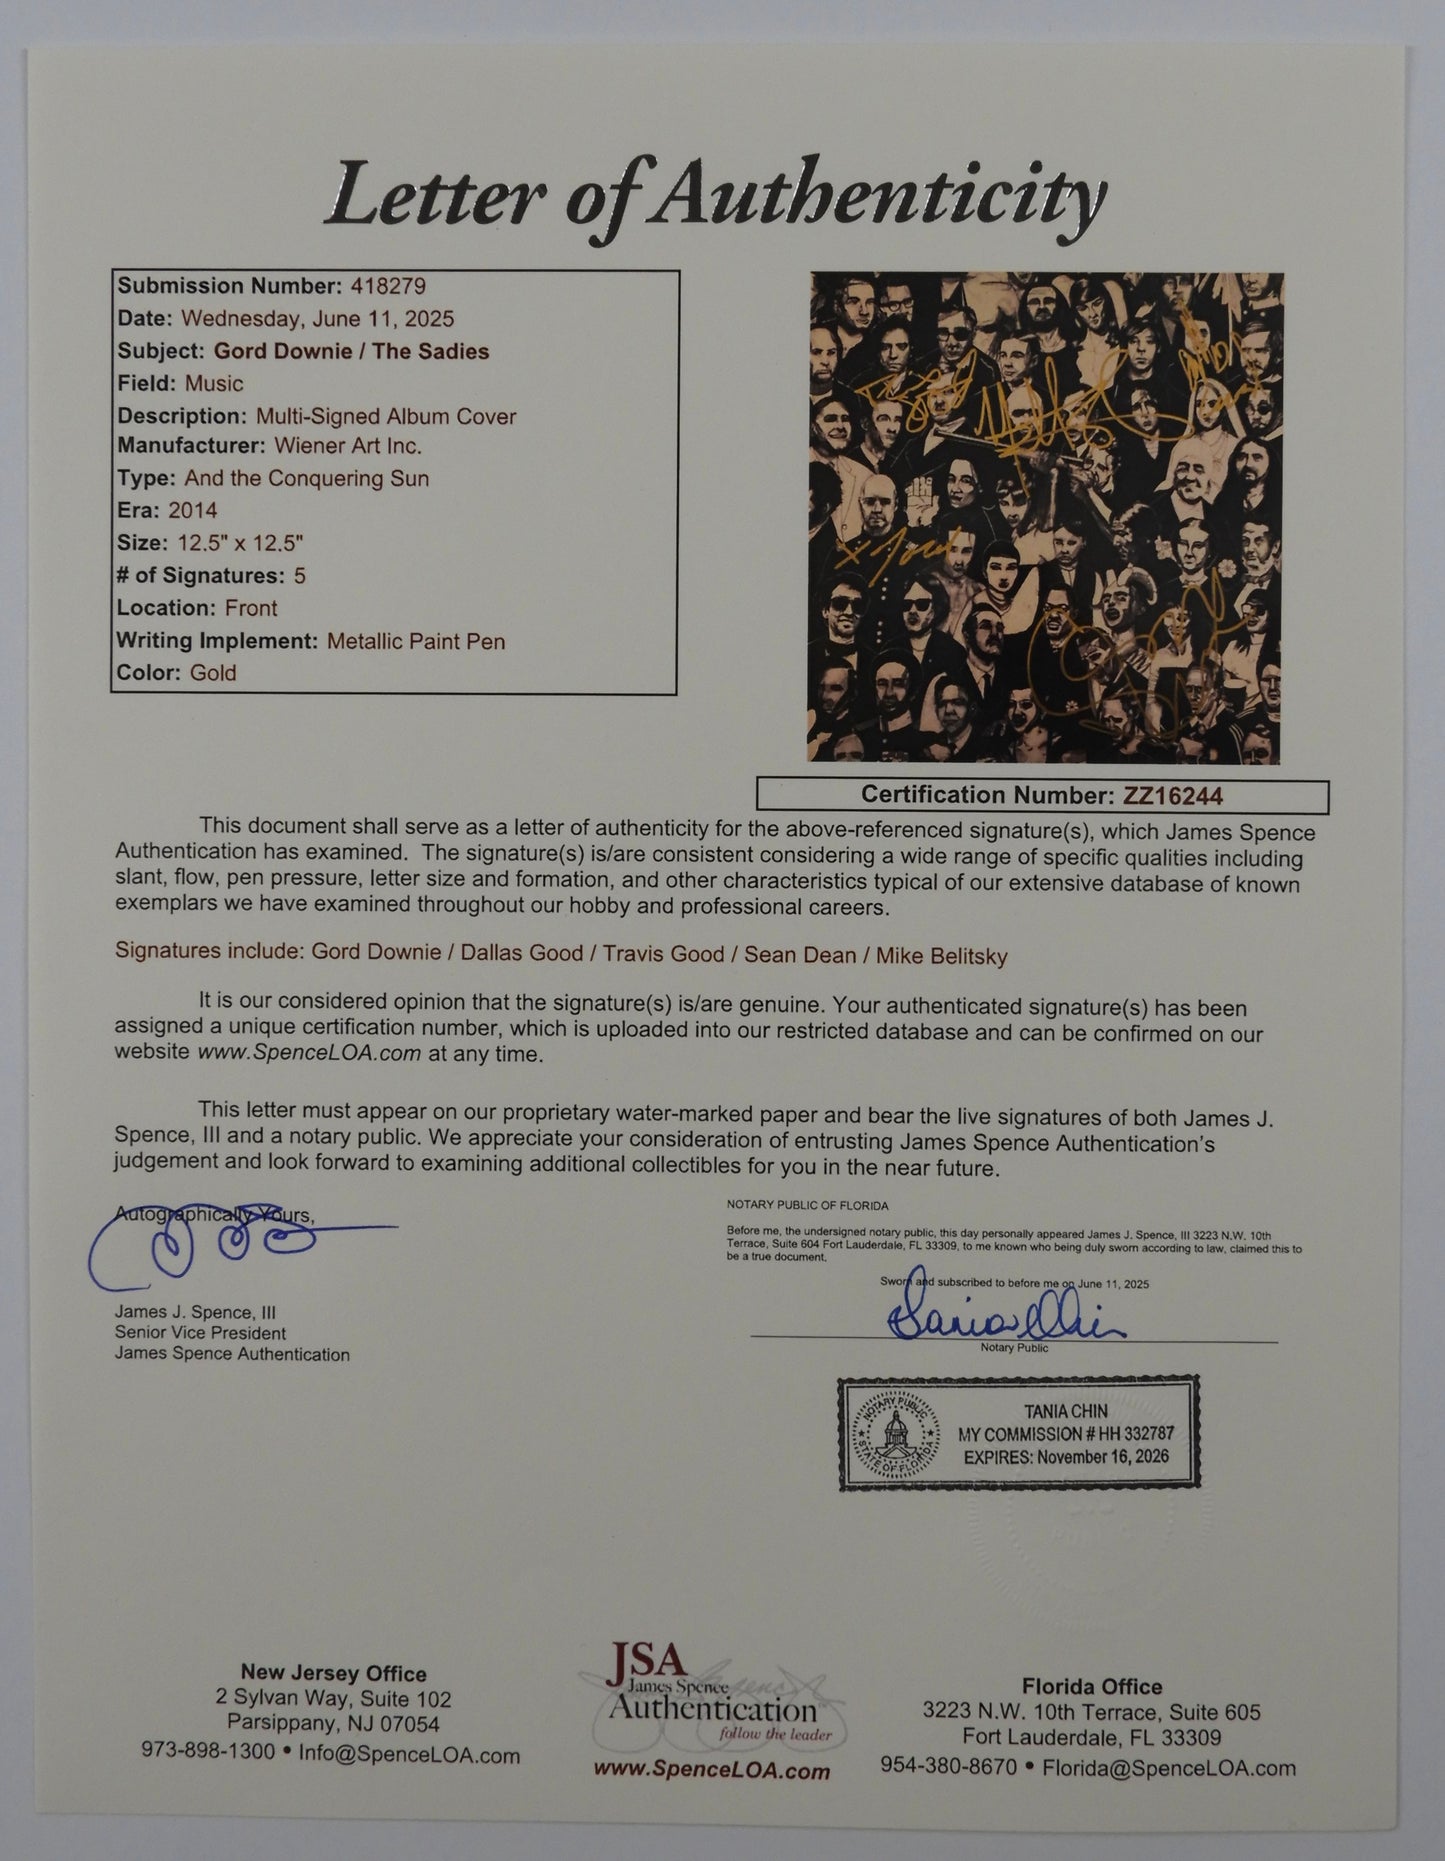 Letter of Authenticity
Submission Number: 418279
Date: Wednesday, June 11, 2025
Subject: Gord Downie / The Sadies
Field: Music
Description: Multi-Signed Album Cover
Manufacturer: Wiener Art Inc.
Type: And the Conquering Sun
Era: 2014
Size: 12.5" x 12.5"
# of Signatures: 5
Location: Front
Writing Implement: Metallic Paint Pen
Color: Gold
Certification Number: ZZ16244
This document shall serve as a letter of authenticity for the above-referenced signature(s), which James Spence
Authentication has examined. The signature(s) is/are consistent considering a wide range of specific qualities including
slant, flow, pen pressure, letter size and formation, and other characteristics typical of our extensive database of known
exemplars we have examined throughout our hobby and professional careers.
Signatures include: Gord Downie / Dallas Good / Travis Good / Sean Dean / Mike Belitsky
It is our considered opinion that the signature(s) is/are genuine. Your authenticated signature(s) has been
assigned a unique certification number, which is uploaded into our restricted database and can be confirmed on our
website www.SpenceLOA.com at any time.
This letter must appear on our proprietary water-marked paper and bear the live signatures of both James J.
Spence, III and a notary public. We appreciate your consideration of entrusting James Spence Authentication's
judgement and look forward to examining additional collectibles for you in the near future.
Autographically Yours,
James J. Spence, III
Senior Vice President
James Spence Authentication
NOTARY PUBLIC OF FLORIDA
Before me, the undersigned notary public, this day personally appeared James J. Spence, III 3223 N.W. 10th
Terrace, Suite 604 Fort Lauderdale, FL 33309, to me known who being duly sworn according to law, claimed this to
be a true document.
Sworn and subscribed to before me on June 11, 2025
Notary Public
NOTARY PUBLIC
STATE OF FLORIDA
TANIA CHIN
MY COMMISSION # HH 332787
EXPIRES: November 16, 2026
New Jersey Office
2 Sylvan Way, Suite 102
Parsippany, NJ 07054
973-898-1300 • Info@SpenceLOA.com
JSA
James Spence
Authentication
follow the leader
www.SpenceLOA.com
Florida Office
3223 N.W. 10th Terrace, Suite 605
Fort Lauderdale, FL 33309
954-380-8670 • Florida@SpenceLOA.com